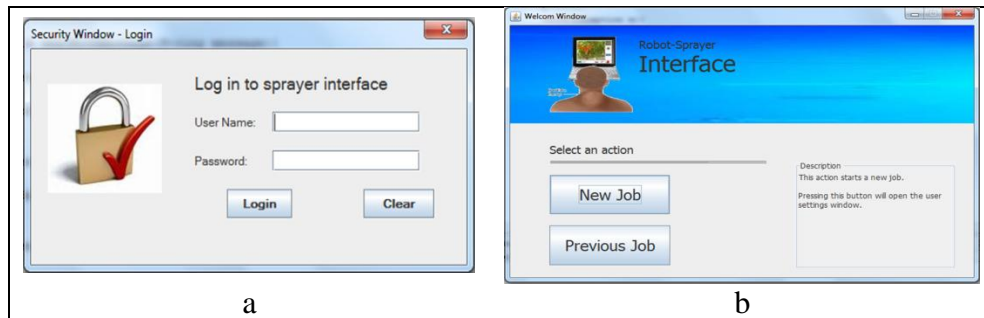 Security Window - Login
Log in to sprayer interface
User Name:
Password:
Login
Clear
a
Welcom Window
Robot-Sprayer
Interface
Select an action
New Job
Previous Job
Description
This action starts a new job.
Pressing this button will open the user
settings window.
b